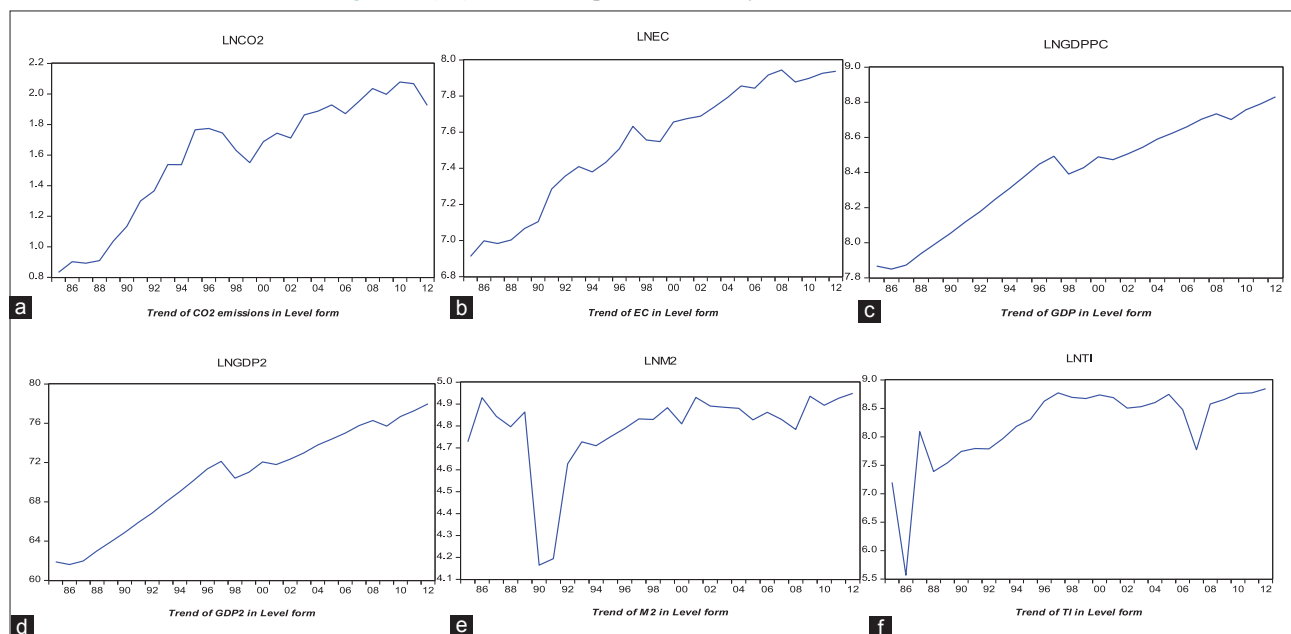 LNCO2
2.2
2.0
1.8
1.6
1.4
1.2
1.0
0.8
86 88 90 92 94 96 98 00 02 04 06 08 10 12
a
Trend of CO2 emissions in Level form
LNEC
8.0
7.8
7.6
7.4
7.2
7.0
6.8
86 88 90 92 94 96 98 00 02 04 06 08 10 12
b
Trend of EC in Level form
LNGDPPC
9.0
8.8
8.6
8.4
8.2
8.0
7.8
86 88 90 92 94 96 98 00 02 04 06 08 10 12
c
Trend of GDP in Level form
LNGDP2
80
76
72
68
64
60
86 88 90 92 94 96 98 00 02 04 06 08 10 12
d
Trend of GDP2 in Level form
LNM2
5.0
4.9
4.8
4.7
4.6
4.5
4.4
4.3
4.2
4.1
86 88 90 92 94 96 98 00 02 04 06 08 10 12
e
Trend of M2 in Level form
LNTI
9.0
8.5
8.0
7.5
7.0
6.5
6.0
5.5
86 88 90 92 94 96 98 00 02 04 06 08 10 12
f
Trend of TI in Level form